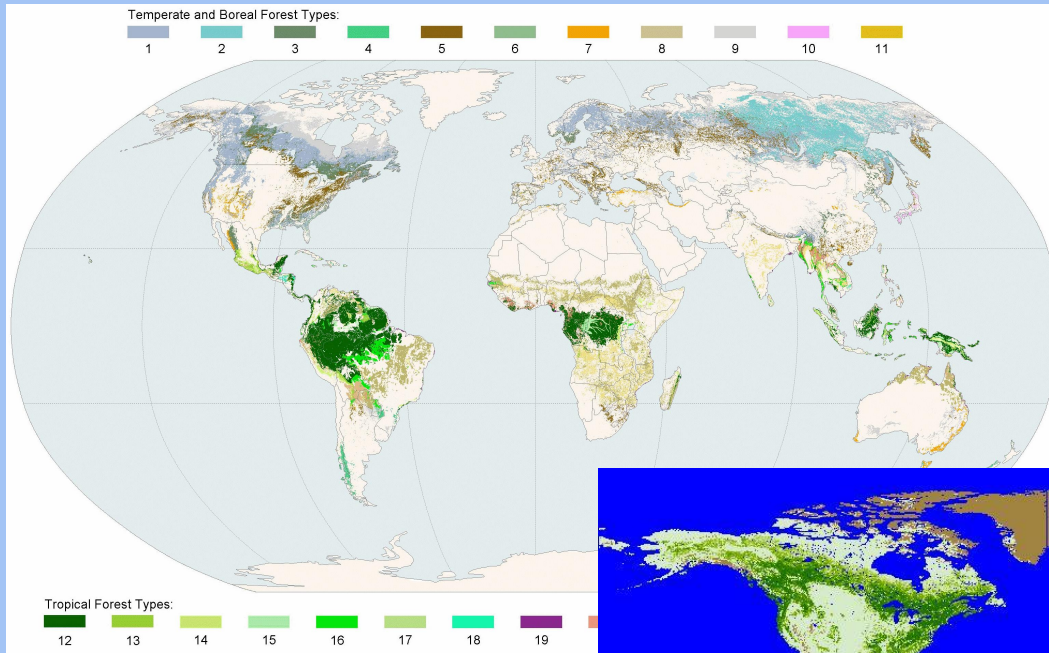 Temperate and Boreal Forest Types:
1 2 3 4 5 6 7 8 9 10 11
Tropical Forest Types:
12 13 14 15 16 17 18 19